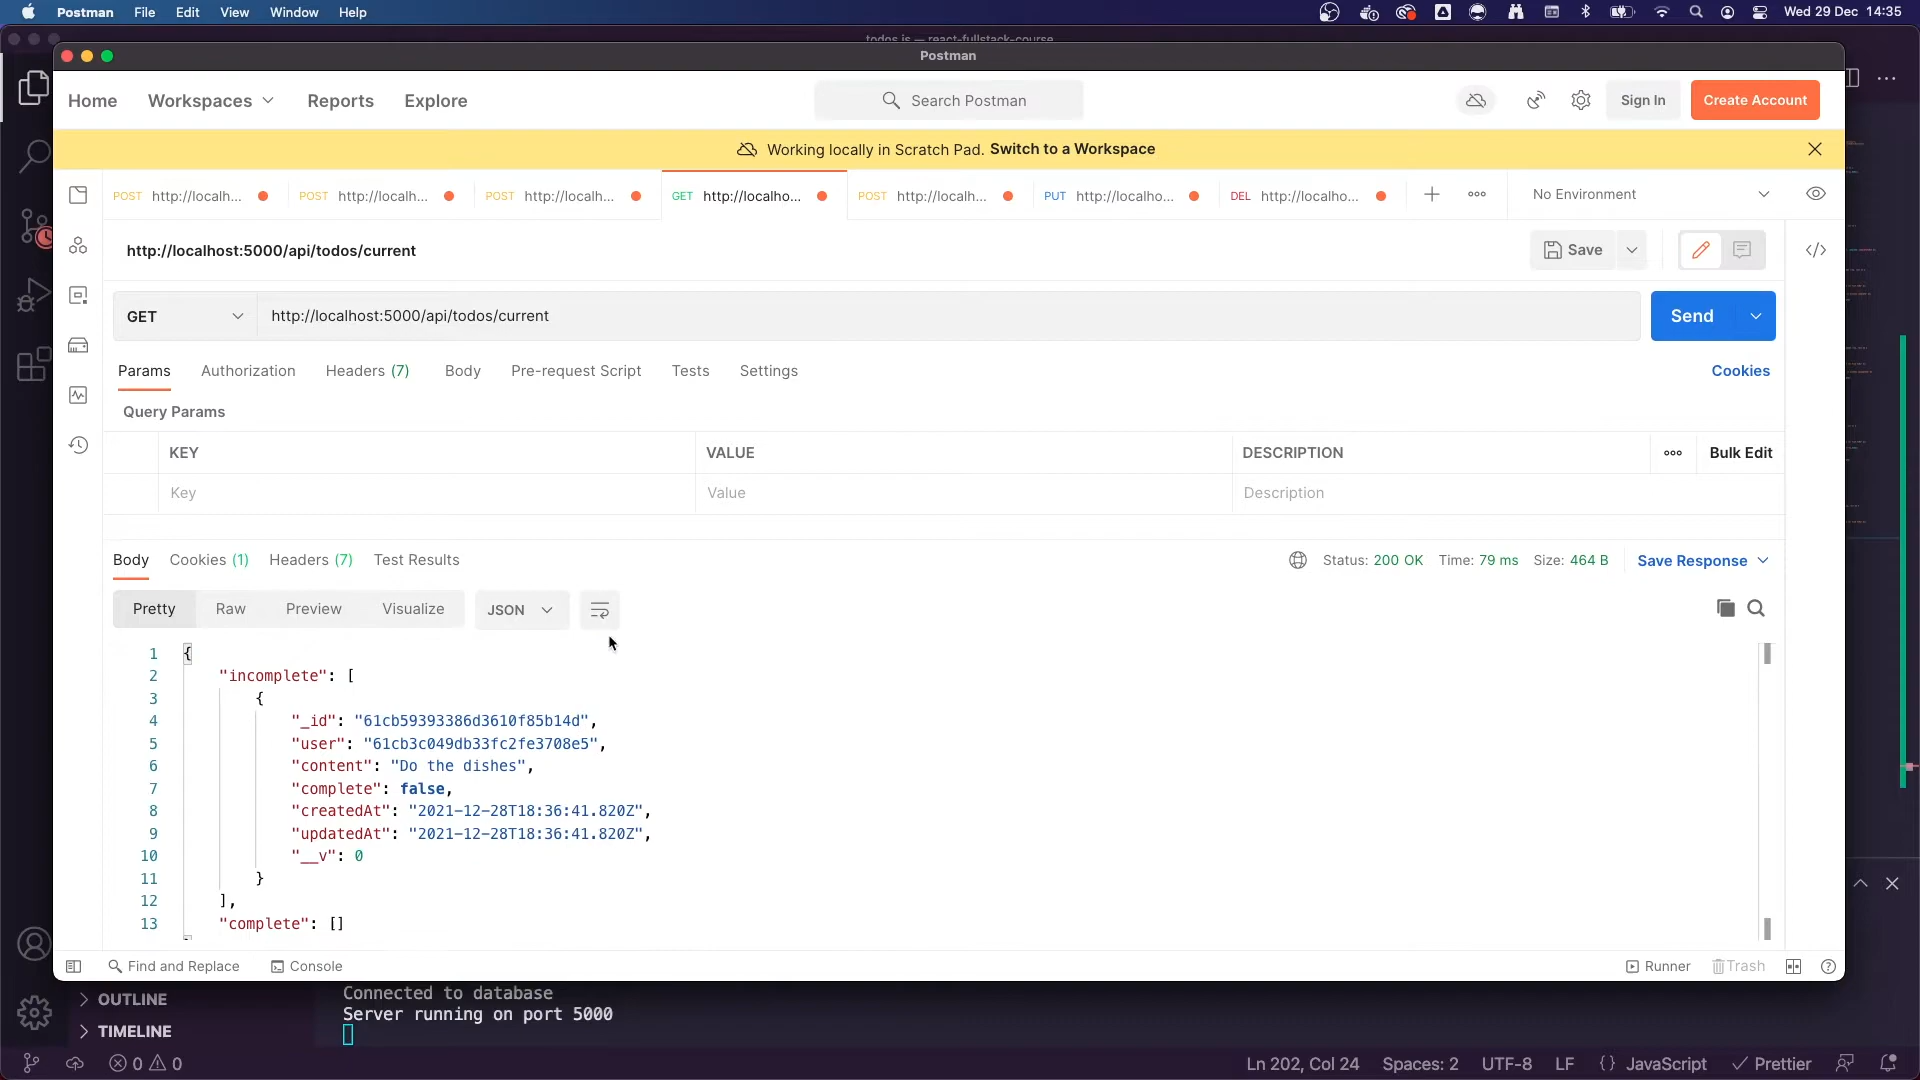 Postman File Edit View Window Help Wed 29 Dec 14:35
todos.js — react-fullstack-course
Postman
Home Workspaces Reports Explore Search Postman Sign In Create Account
Working locally in Scratch Pad. Switch to a Workspace
POST http://localh... POST http://localh... POST http://localh... GET http://localho... POST http://localh... PUT http://localho... DEL http://localho... No Environment
http://localhost:5000/api/todos/current Save
GET http://localhost:5000/api/todos/current Send
Params Authorization Headers (7) Body Pre-request Script Tests Settings Cookies
Query Params
KEY VALUE DESCRIPTION Bulk Edit
Key Value Description
Body Cookies (1) Headers (7) Test Results Status: 200 OK Time: 79 ms Size: 464 B Save Response
Pretty Raw Preview Visualize JSON
1 {
2 "incomplete": [
3 {
4 "_id": "61cb59393386d3610f85b14d",
5 "user": "61cb3c049db33fc2fe3708e5",
6 "content": "Do the dishes",
7 "complete": false,
8 "createdAt": "2021-12-28T18:36:41.820Z",
9 "updatedAt": "2021-12-28T18:36:41.820Z",
10 "__v": 0
11 }
12 ],
13 "complete": []
Find and Replace Console Runner Trash
OUTLINE
TIMELINE
Connected to database
Server running on port 5000
0 0 Ln 202, Col 24 Spaces: 2 UTF-8 LF {} JavaScript Prettier